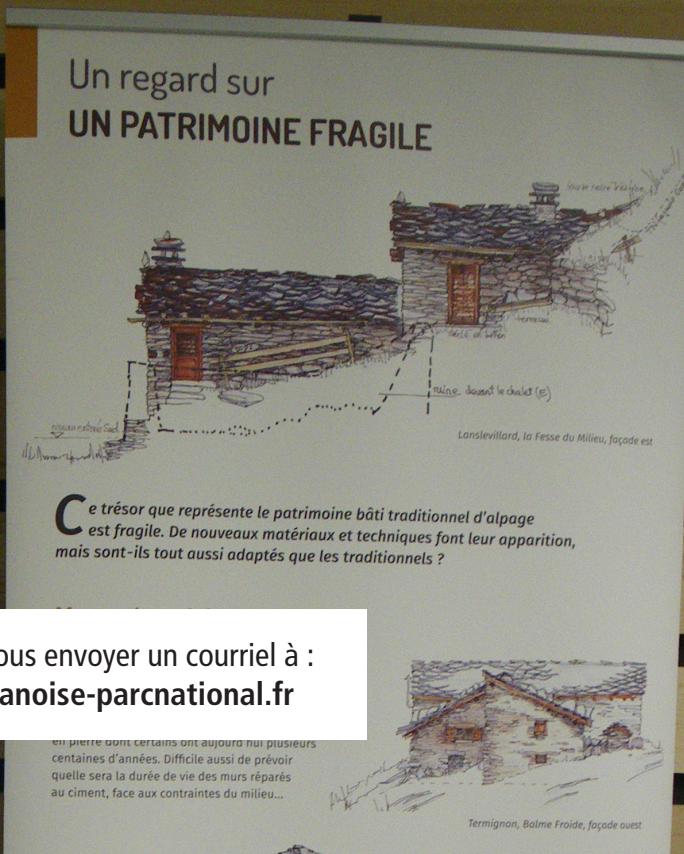 Un regard sur
UN PATRIMOINE FRAGILE
ruine devant le chalet (E)
Lanslevillard, la Fesse du Milieu, façade est
Ce trésor que représente le patrimoine bâti traditionnel d'alpage
est fragile. De nouveaux matériaux et techniques font leur apparition,
mais sont-ils tout aussi adaptés que les traditionnels ?
ous envoyer un courriel à :
anoise-parcnational.fr
en pierre dont certains ont aujourd'hui plusieurs
centaines d'années. Difficile aussi de prévoir
quelle sera la durée de vie des murs réparés
au ciment, face aux contraintes du milieu...
Termignon, Balme Froide, façade ouest